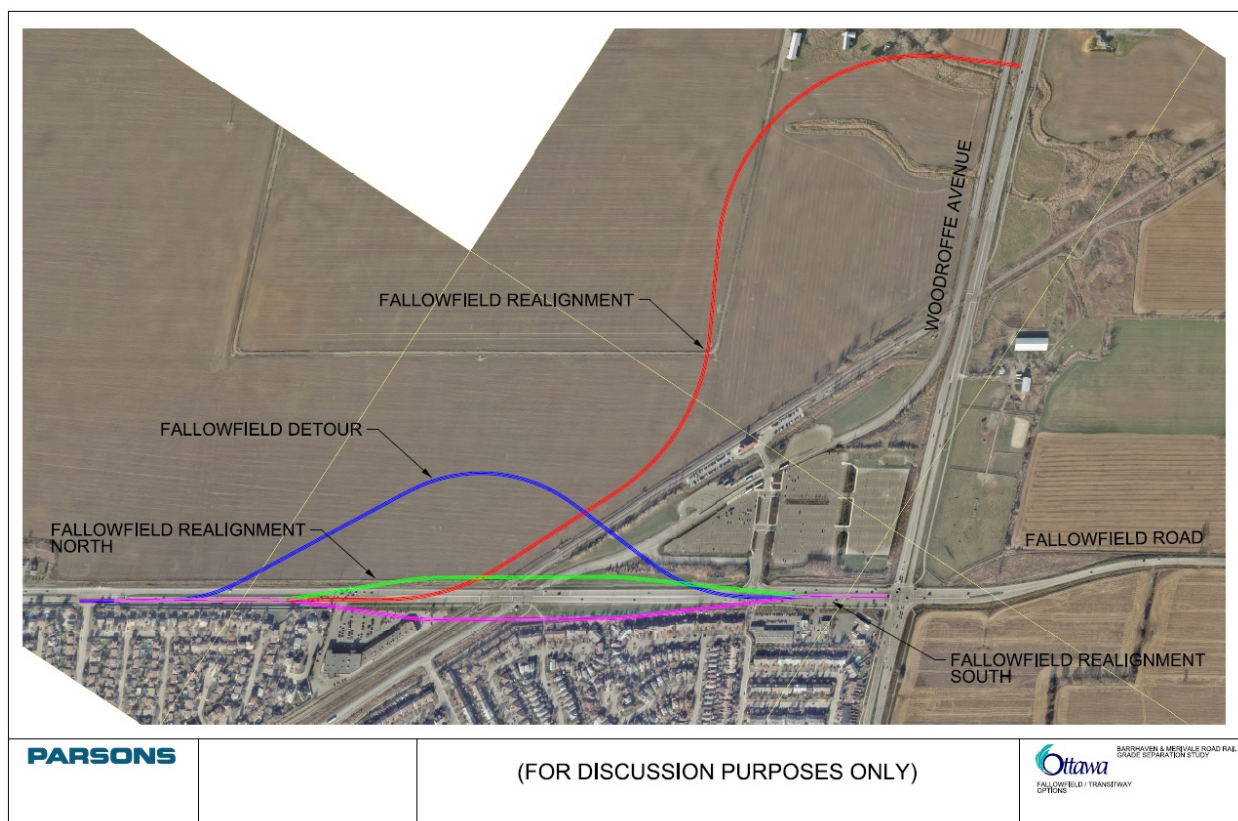 WOODROFFE AVENUE
FALLOWFIELD REALIGNMENT
FALLOWFIELD DETOUR
FALLOWFIELD REALIGNMENT
NORTH
FALLOWFIELD ROAD
FALLOWFIELD REALIGNMENT
SOUTH
PARSONS
(FOR DISCUSSION PURPOSES ONLY)
Ottawa
BARRHAVEN & MERIVALE ROAD RAIL
GRADE SEPARATION STUDY
FALLOWFIELD / TRANSITWAY
OPTIONS